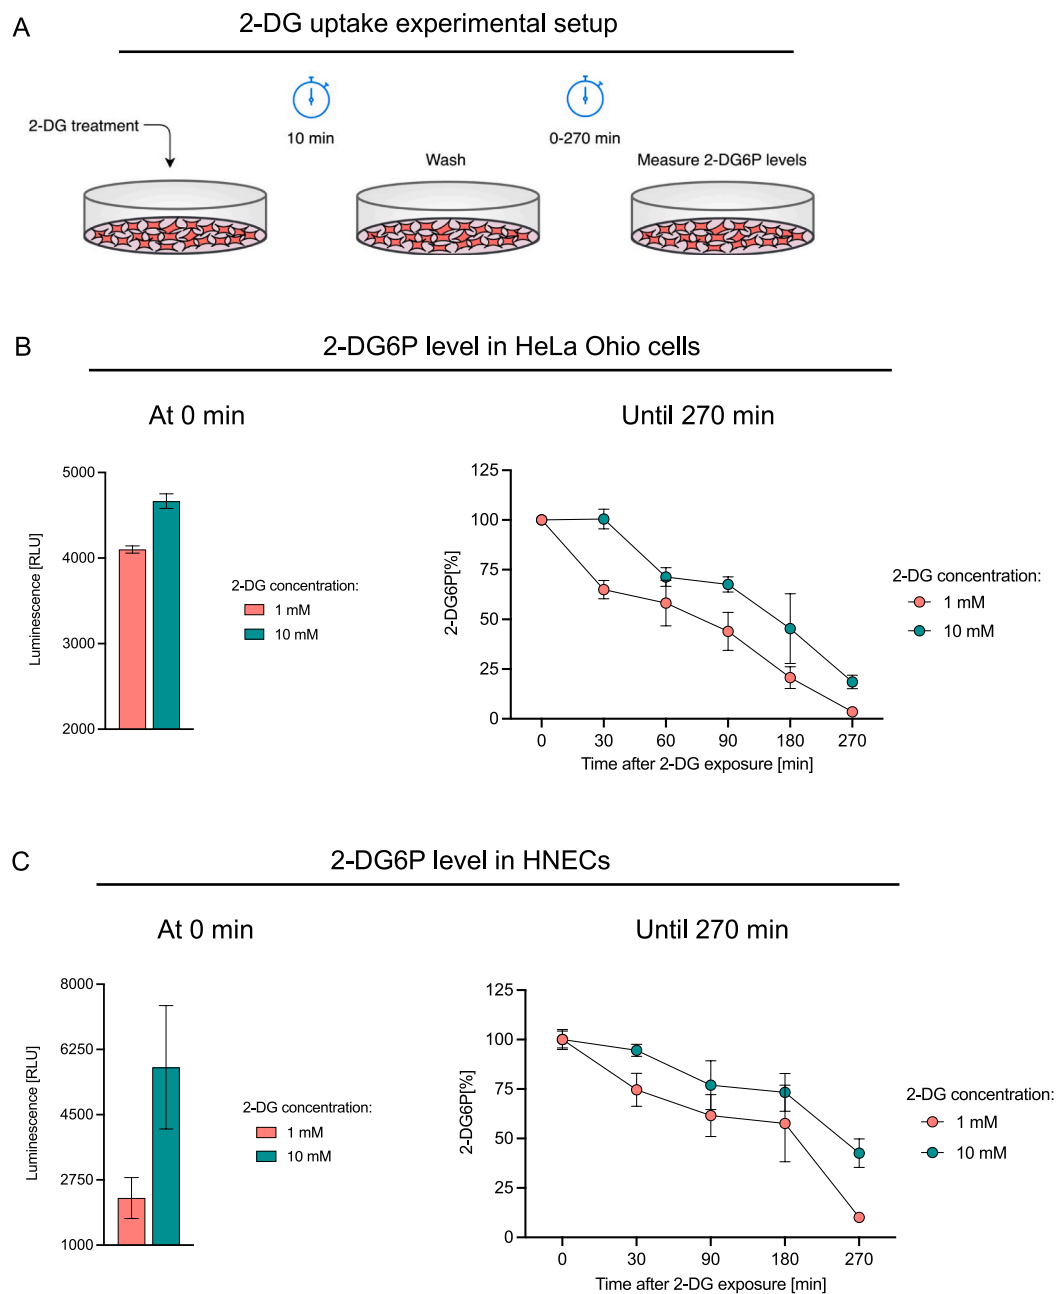 A
2-DG uptake experimental setup
2-DG treatment
10 min
0-270 min
Wash
Measure 2-DG6P levels
B
2-DG6P level in HeLa Ohio cells
At 0 min
Until 270 min
Luminescence [RLU]
5000
4000
3000
2000
2-DG concentration:
1 mM
10 mM
2-DG6P[%]
125
100
75
50
25
0
0 30 60 90 180 270
Time after 2-DG exposure [min]
2-DG concentration:
1 mM
10 mM
C
2-DG6P level in HNECs
At 0 min
Until 270 min
Luminescence [RLU]
8000
6250
4500
2750
1000
2-DG concentration:
1 mM
10 mM
2-DG6P[%]
125
100
75
50
25
0
0 30 90 180 270
Time after 2-DG exposure [min]
2-DG concentration:
1 mM
10 mM